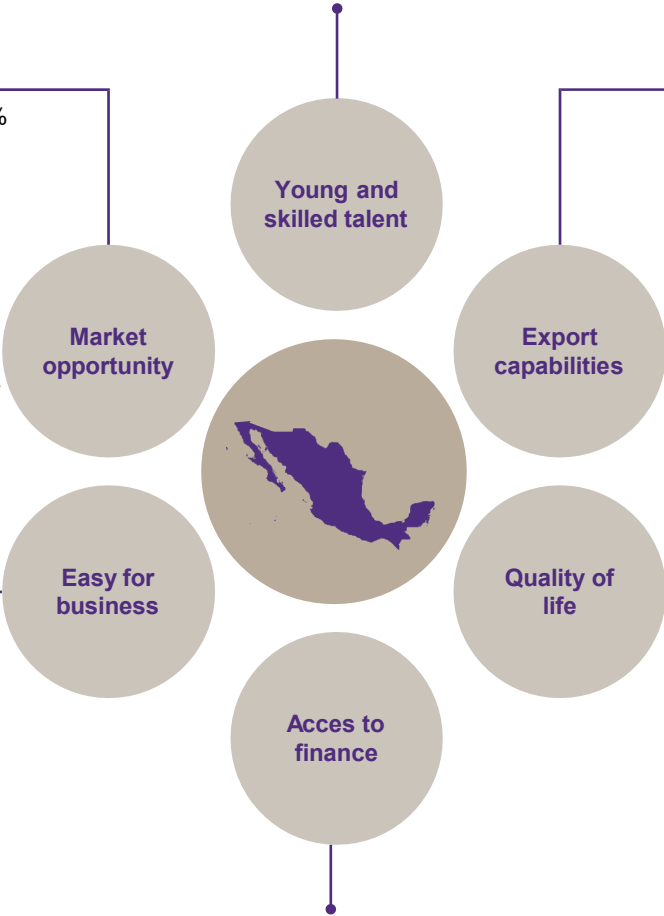 %
Young and
skilled talent
Market
opportunity
Export
capabilities
Easy for
business
Quality of
life
Acces to
finance